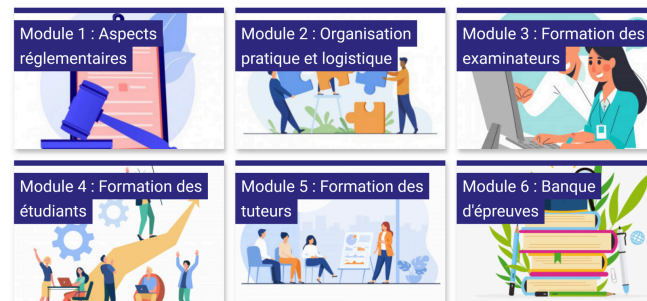 Module 1 : Aspects
réglementaires
Module 2 : Organisation
pratique et logistique
Module 3 : Formation des
examinateurs
Module 4 : Formation des
étudiants
Module 5 : Formation des
tuteurs
Module 6 : Banque
d'épreuves